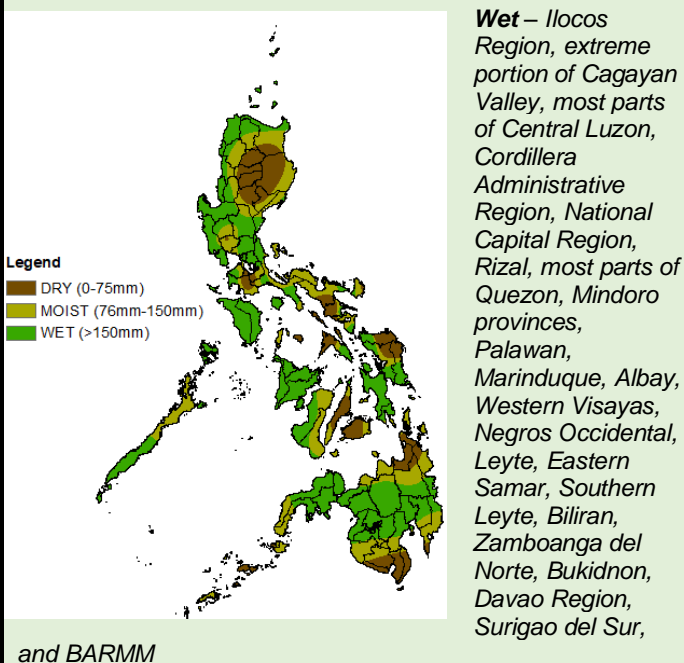 Wet – Ilocos
Region, extreme
portion of Cagayan
Valley, most parts
of Central Luzon,
Cordillera
Administrative
Region, National
Capital Region,
Rizal, most parts of
Quezon, Mindoro
provinces,
Palawan,
Marinduque, Albay,
Western Visayas,
Negros Occidental,
Leyte, Eastern
Samar, Southern
Leyte, Biliran,
Zamboanga del
Norte, Bukidnon,
Davao Region,
Surigao del Sur,
and BARMM
Legend
DRY (0-75mm)
MOIST (76mm-150mm)
WET (>150mm)